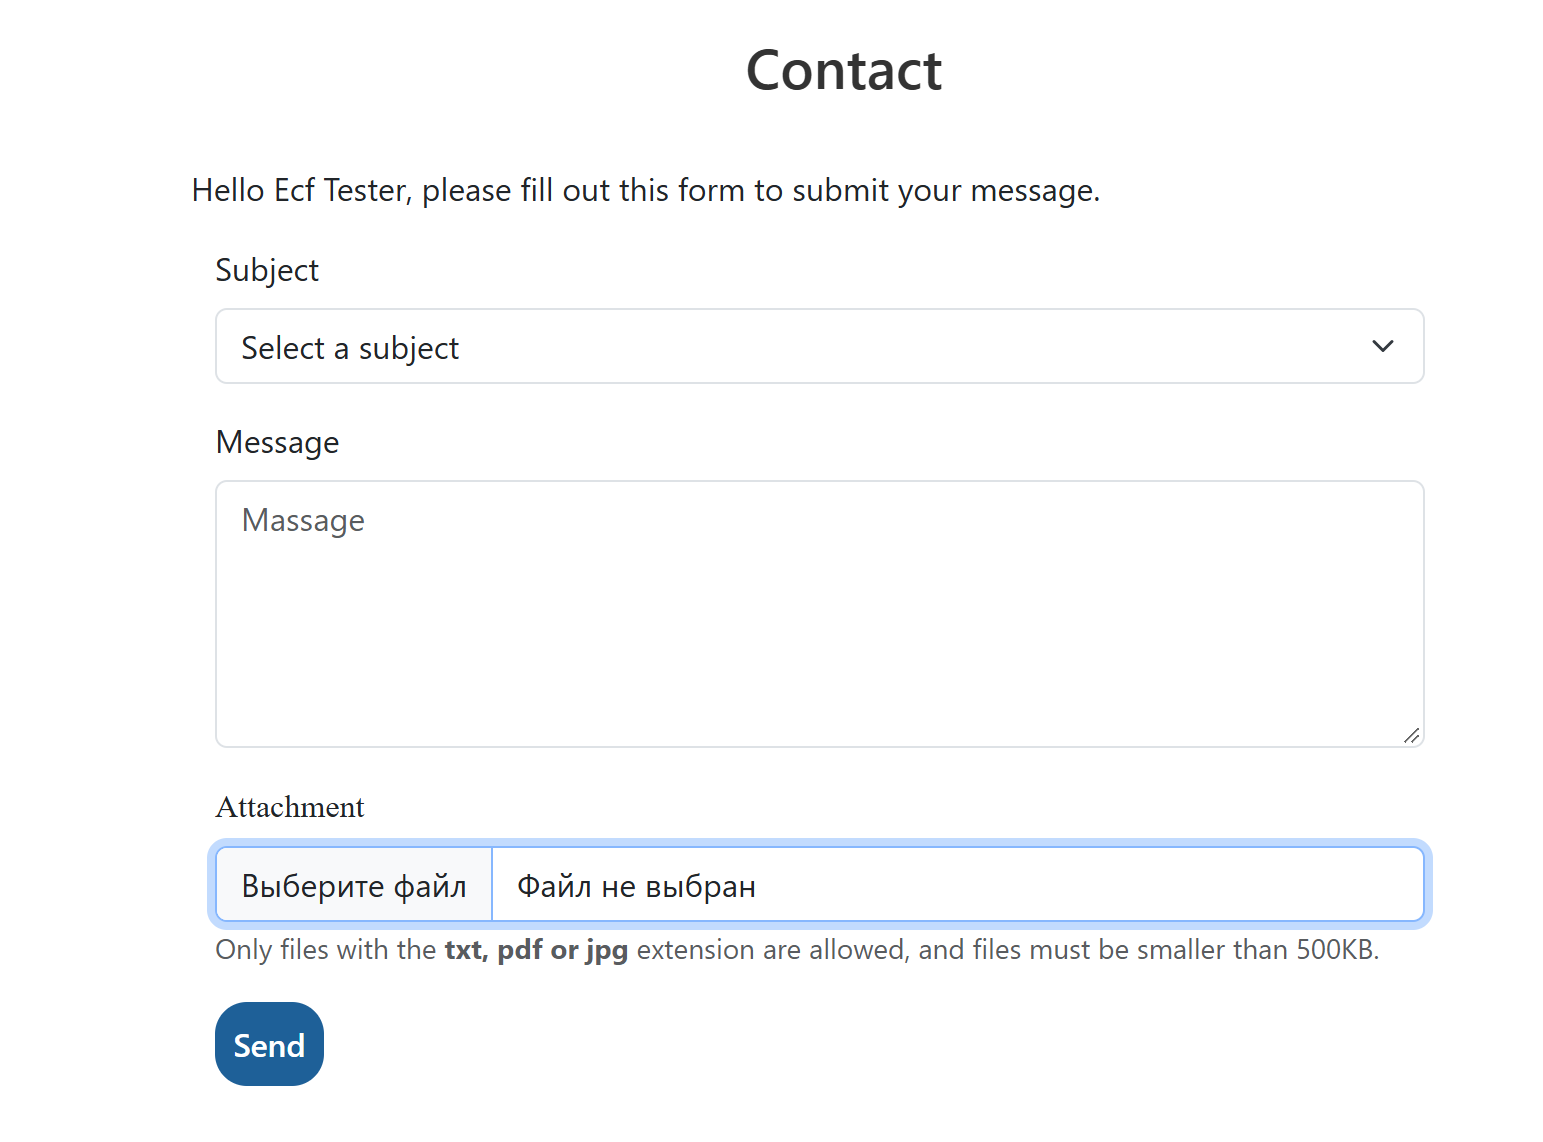 Contact
Hello Ecf Tester, please fill out this form to submit your message.
Subject
Select a subject
Message
Massage
Attachment
Выберите файл Файл не выбран
Only files with the txt, pdf or jpg extension are allowed, and files must be smaller than 500KB.
Send